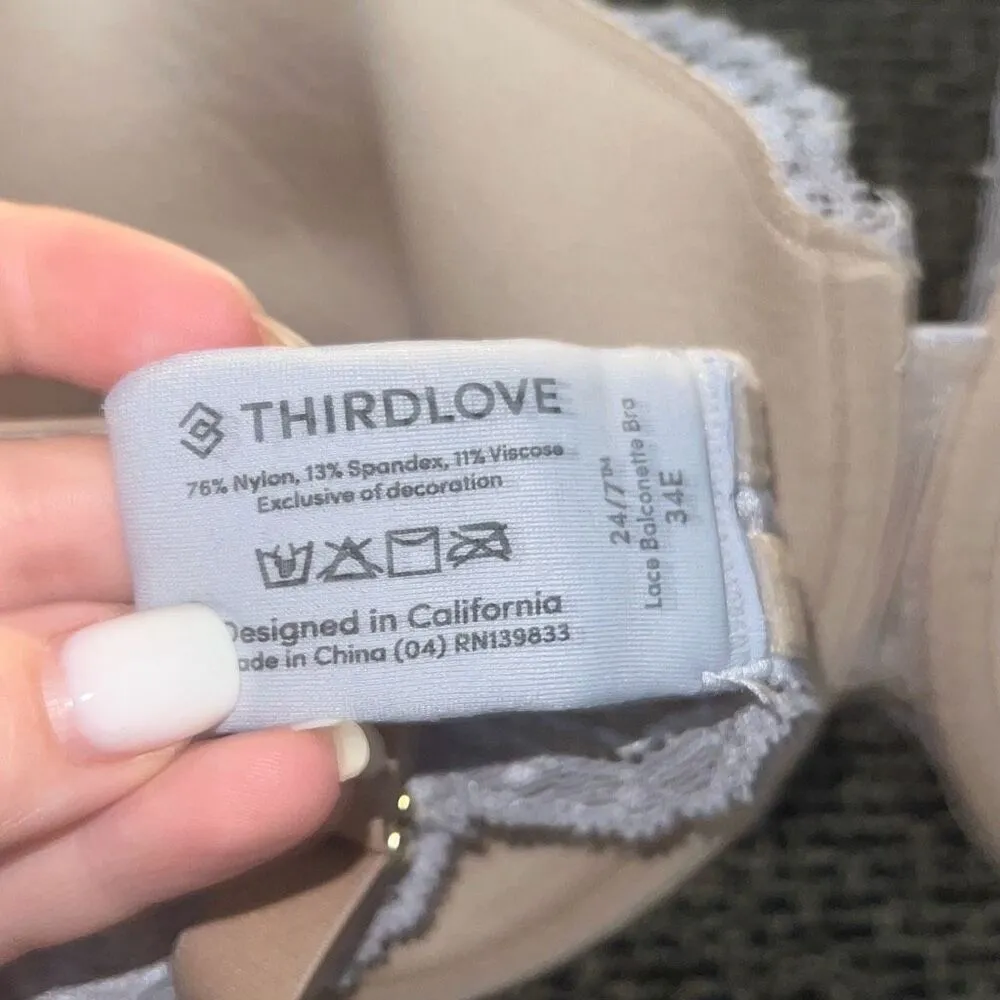 THIRDLOVE
76% Nylon, 13% Spandex, 11% Viscose
Exclusive of decoration
Designed in California
ade in China (04) RN139833
24/7™
Lace Balconette Bra
34E